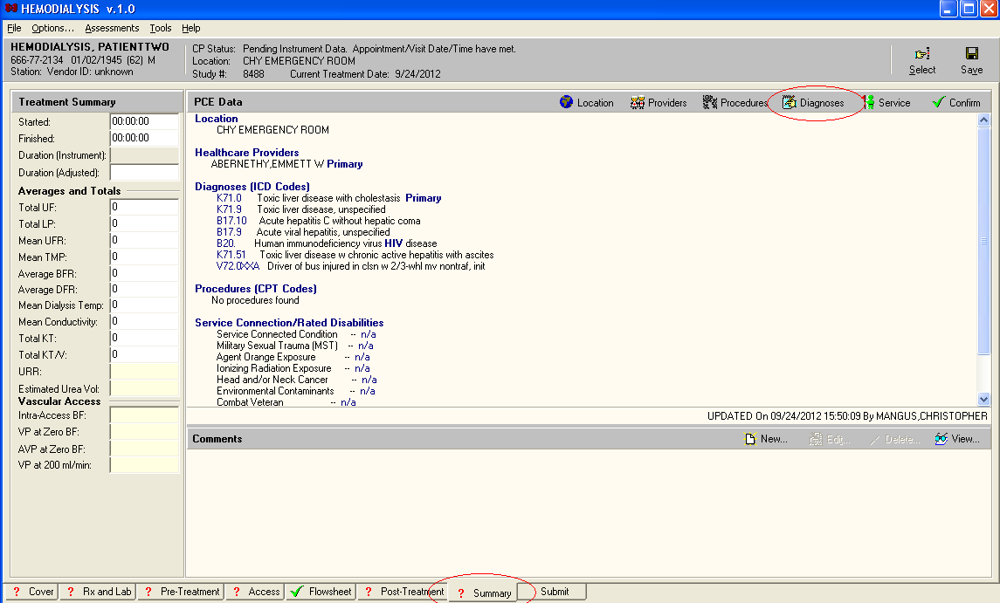 HEMODIALYSIS v.1.0
File Options... Assessments Tools Help
HEMODIALYSIS, PATIENTTWO
666-77-2134 01/02/1945 (62) M
Station: Vendor ID: unknown
CP Status: Pending Instrument Data. Appointment/Visit Date/Time have met.
Location: CHY EMERGENCY ROOM
Study #: 8488 Current Treatment Date: 9/24/2012
Select Save
Treatment Summary
Started: 00:00:00
Finished: 00:00:00
Duration (Instrument):
Duration (Adjusted):
Averages and Totals
Total UF: 0
Total LP: 0
Mean UFR: 0
Mean TMP: 0
Average BFR: 0
Average DFR: 0
Mean Dialysis Temp: 0
Mean Conductivity: 0
Total KT: 0
Total KT/V: 0
URR:
Estimated Urea Vol:
Vascular Access
Intra-Access BF:
VP at Zero BF:
AVP at Zero BF:
VP at 200 ml/min:
PCE Data Location Providers Procedures Diagnoses Service Confirm
Location
CHY EMERGENCY ROOM
Healthcare Providers
ABERNETHY,EMMETT W Primary
Diagnoses (ICD Codes)
K71.0 Toxic liver disease with cholestasis Primary
K71.9 Toxic liver disease, unspecified
B17.10 Acute hepatitis C without hepatic coma
B17.9 Acute viral hepatitis, unspecified
B20. Human immunodeficiency virus HIV disease
K71.51 Toxic liver disease w chronic active hepatitis with ascites
V72.0XXA Driver of bus injured in clsn w 2/3-whl mv nontraf, init
Procedures (CPT Codes)
No procedures found
Service Connection/Rated Disabilities
Service Connected Condition -- n/a
Military Sexual Trauma (MST) -- n/a
Agent Orange Exposure -- n/a
Ionizing Radiation Exposure -- n/a
Head and/or Neck Cancer -- n/a
Environmental Contaminants -- n/a
Combat Veteran -- n/a
UPDATED On 09/24/2012 15:50:09 By MANGUS,CHRISTOPHER
Comments New... Edit... Delete... View...
? Cover ? Rx and Lab ? Pre-Treatment ? Access Flowsheet ? Post-Treatment ? Summary Submit